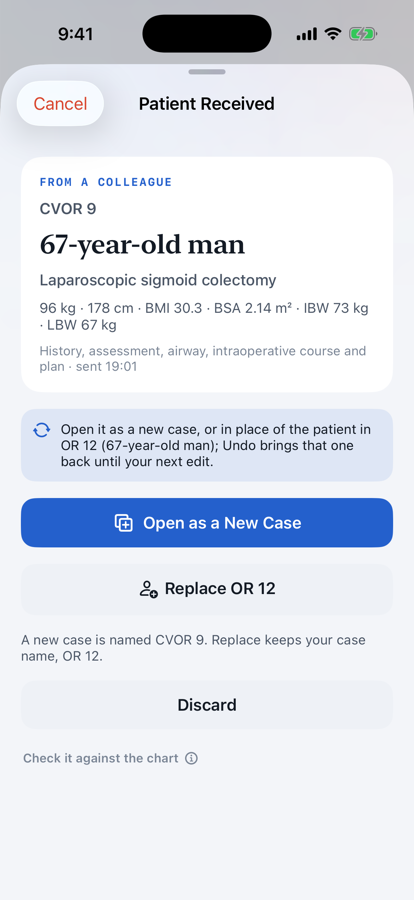 9:41
Cancel
Patient Received
FROM A COLLEAGUE
CVOR 9
67-year-old man
Laparoscopic sigmoid colectomy
96 kg · 178 cm · BMI 30.3 · BSA 2.14 m² · IBW 73 kg
· LBW 67 kg
History, assessment, airway, intraoperative course and
plan · sent 19:01
Open it as a new case, or in place of the patient in
OR 12 (67-year-old man); Undo brings that one
back until your next edit.
Open as a New Case
Replace OR 12
A new case is named CVOR 9. Replace keeps your case
name, OR 12.
Discard
Check it against the chart